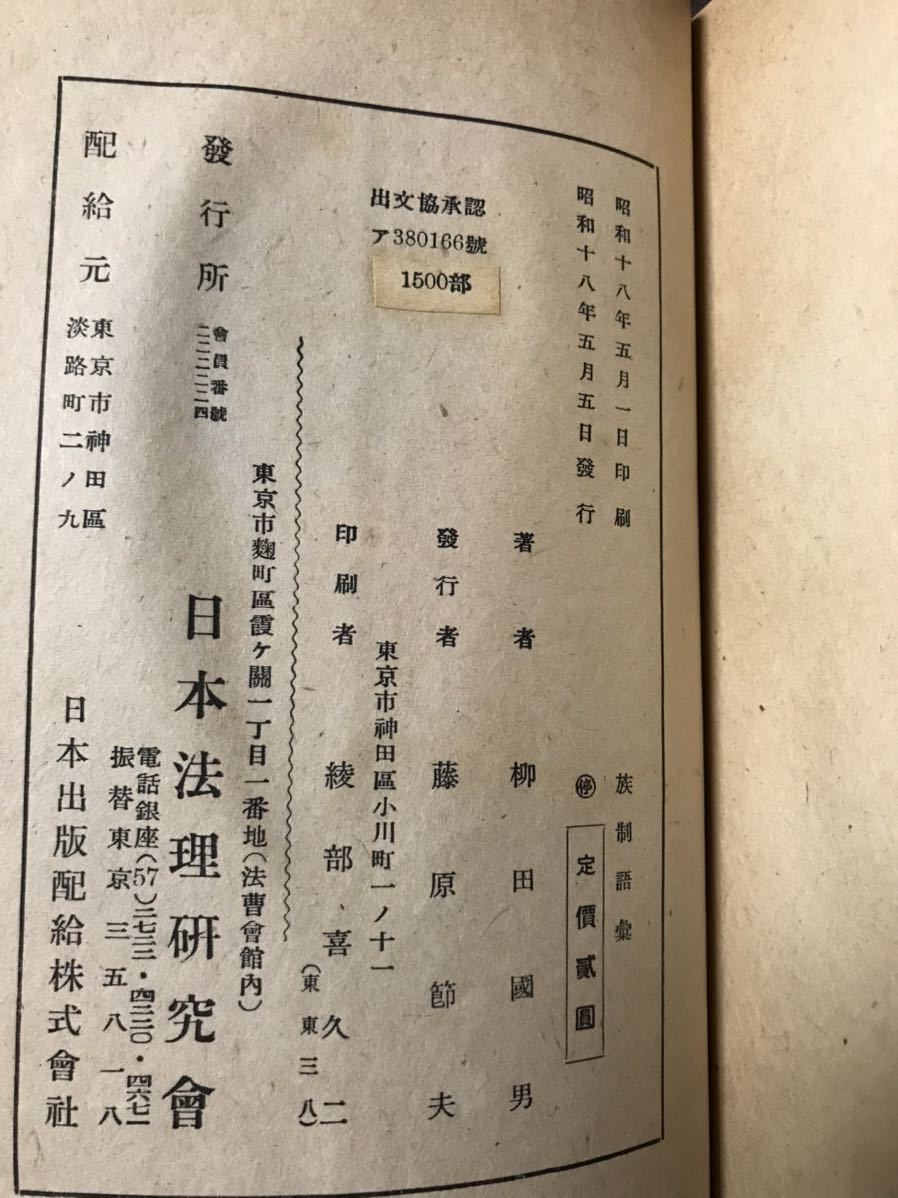 昭和十八年五月一日印刷
昭和十八年五月五日發行
族制語彙
㊡ 定價貳圓
出文協承認
ア380166號
1500部
著者 柳田國男
發行者 藤原節夫
東京市神田區小川町一ノ十一
印刷者 綾部喜久二
(東東三八)
東京市麴町區霞ヶ關一丁目一番地(法曹會館內)
發行所 日本法理硏究會
會員番號
二二二二二四
電話銀座(57)二七三三・四三三〇・四六七一
振替東京三五八一八
配給元
東京市神田區
淡路町二ノ九
日本出版配給株式會社